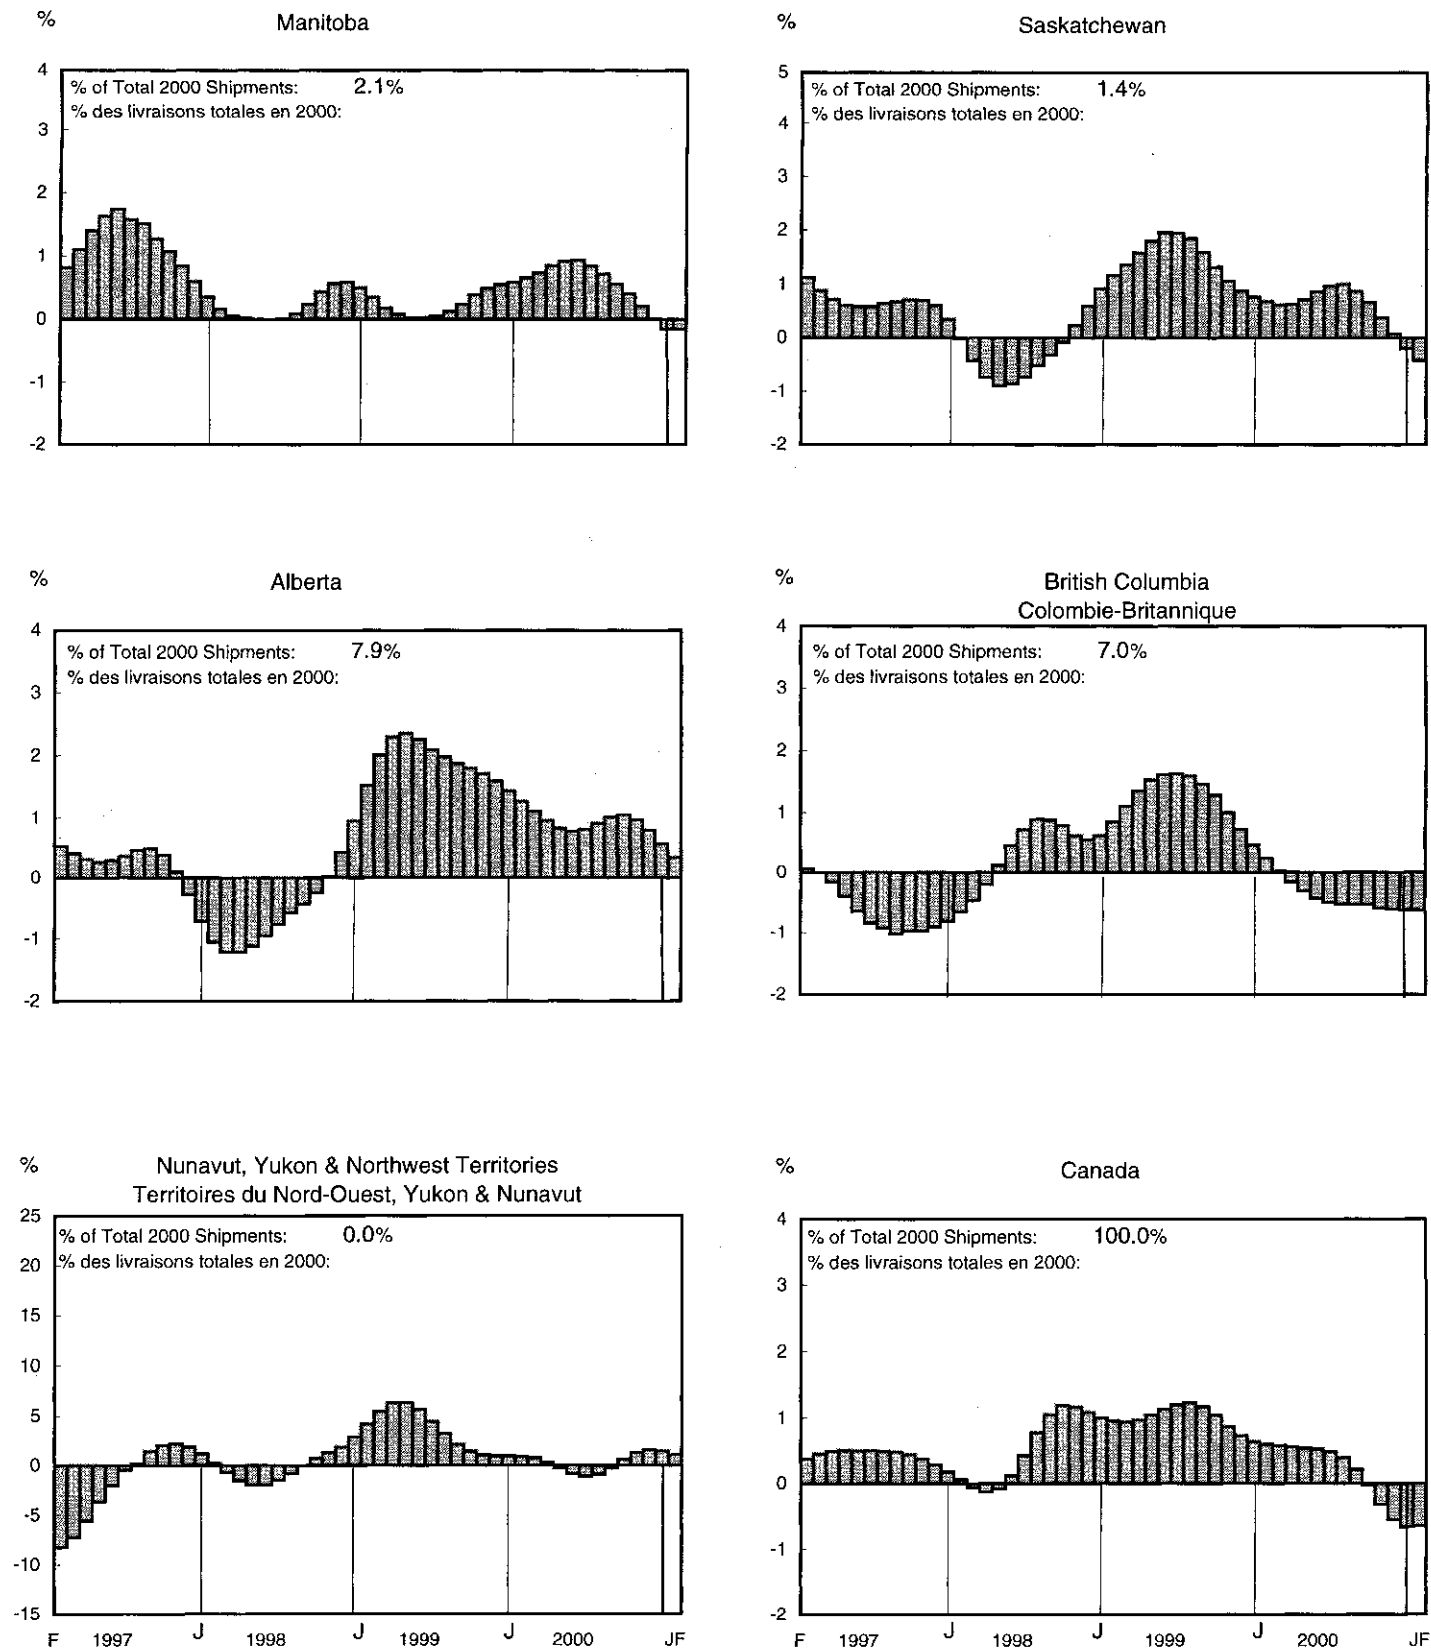 %
Manitoba
% of Total 2000 Shipments: 2.1%
% des livraisons totales en 2000:
4
3
2
1
0
-1
-2
%
Saskatchewan
% of Total 2000 Shipments: 1.4%
% des livraisons totales en 2000:
5
4
3
2
1
0
-1
-2
%
Alberta
% of Total 2000 Shipments: 7.9%
% des livraisons totales en 2000:
4
3
2
1
0
-1
-2
%
British Columbia
Colombie-Britannique
% of Total 2000 Shipments: 7.0%
% des livraisons totales en 2000:
4
3
2
1
0
-1
-2
%
Nunavut, Yukon & Northwest Territories
Territoires du Nord-Ouest, Yukon & Nunavut
% of Total 2000 Shipments: 0.0%
% des livraisons totales en 2000:
25
20
15
10
5
0
-5
-10
-15
F 1997 J 1998 J 1999 J 2000 JF
%
Canada
% of Total 2000 Shipments: 100.0%
% des livraisons totales en 2000:
4
3
2
1
0
-1
-2
F 1997 J 1998 J 1999 J 2000 JF